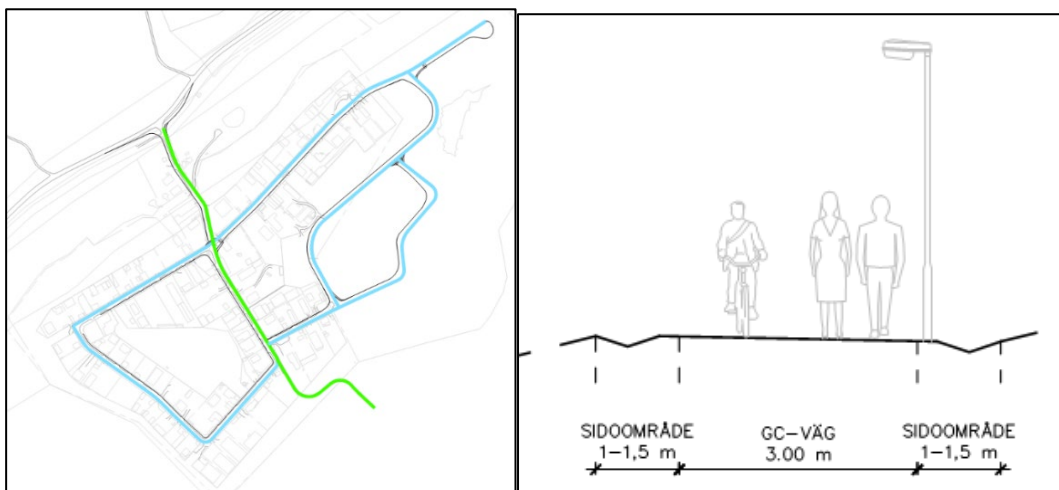 SIDOOMRÅDE
1-1,5 m
GC-VÄG
3.00 m
SIDOOMRÅDE
1-1,5 m